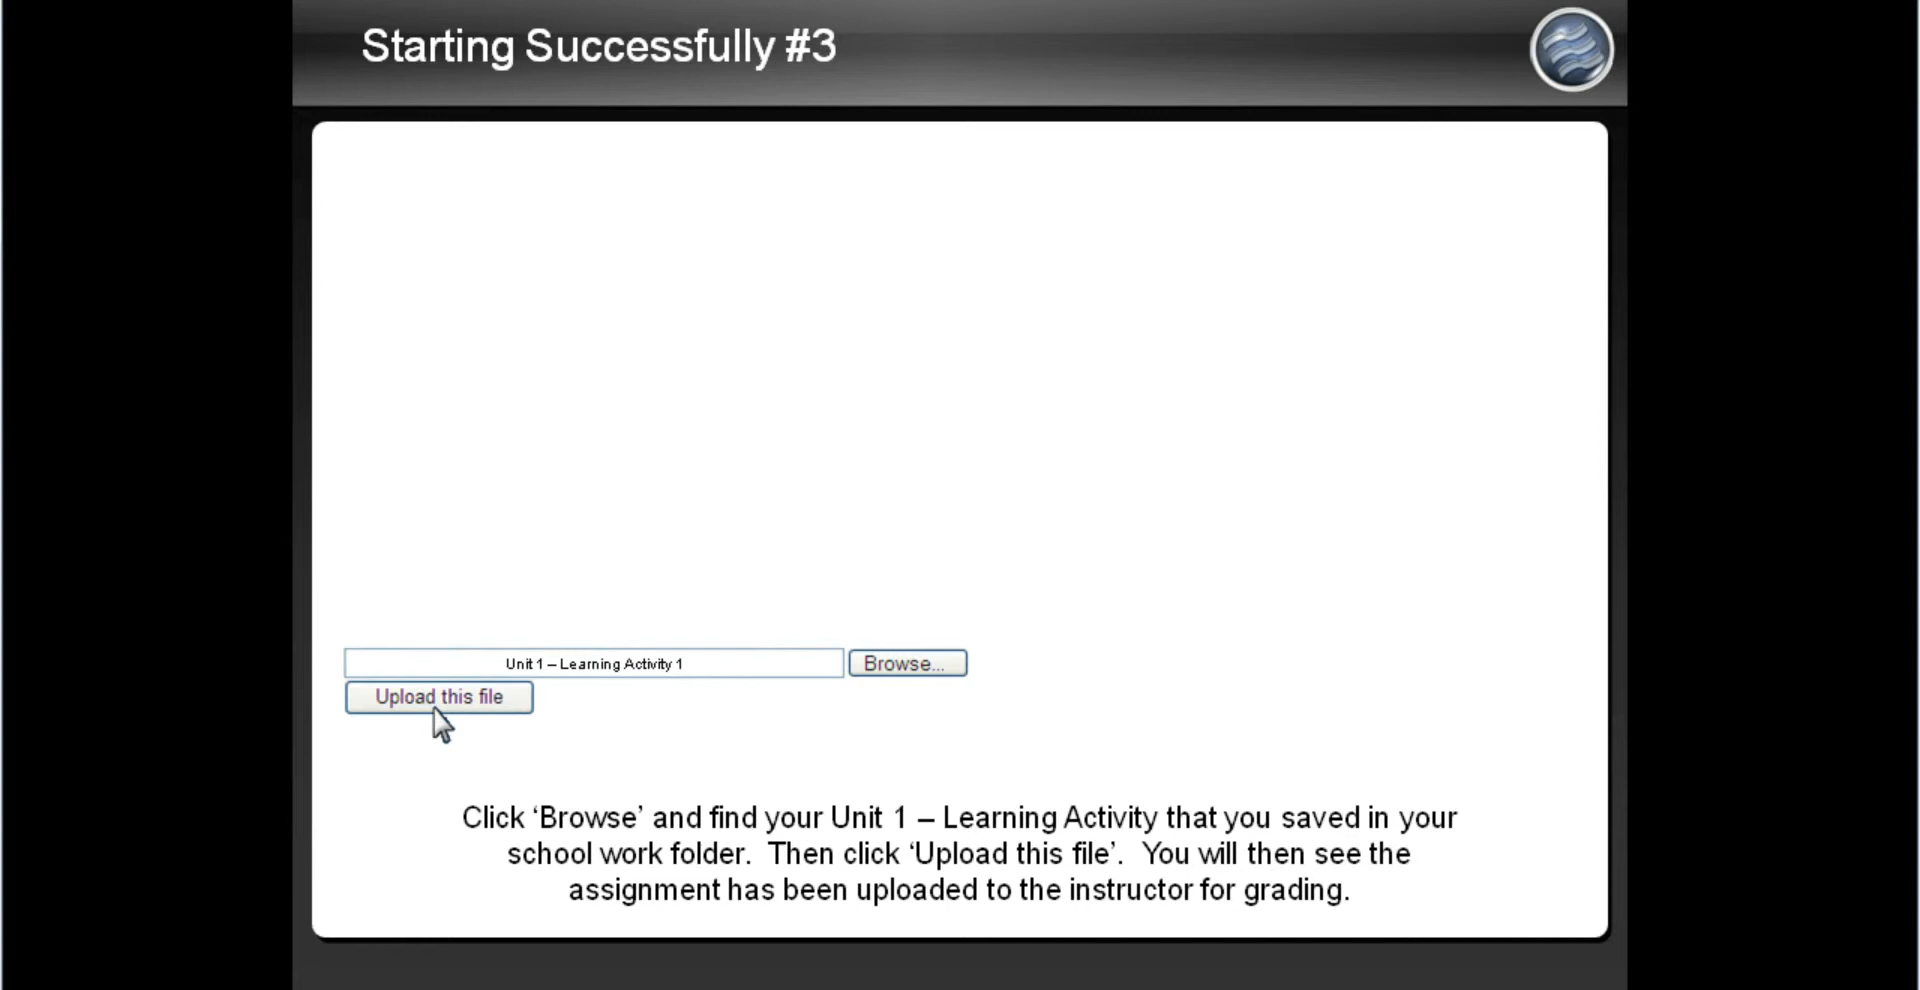 Starting Successfully #3
Unit 1 – Learning Activity 1
Browse...
Upload this file
Click ‘Browse’ and find your Unit 1 – Learning Activity that you saved in your
school work folder.  Then click ‘Upload this file’.  You will then see the
assignment has been uploaded to the instructor for grading.